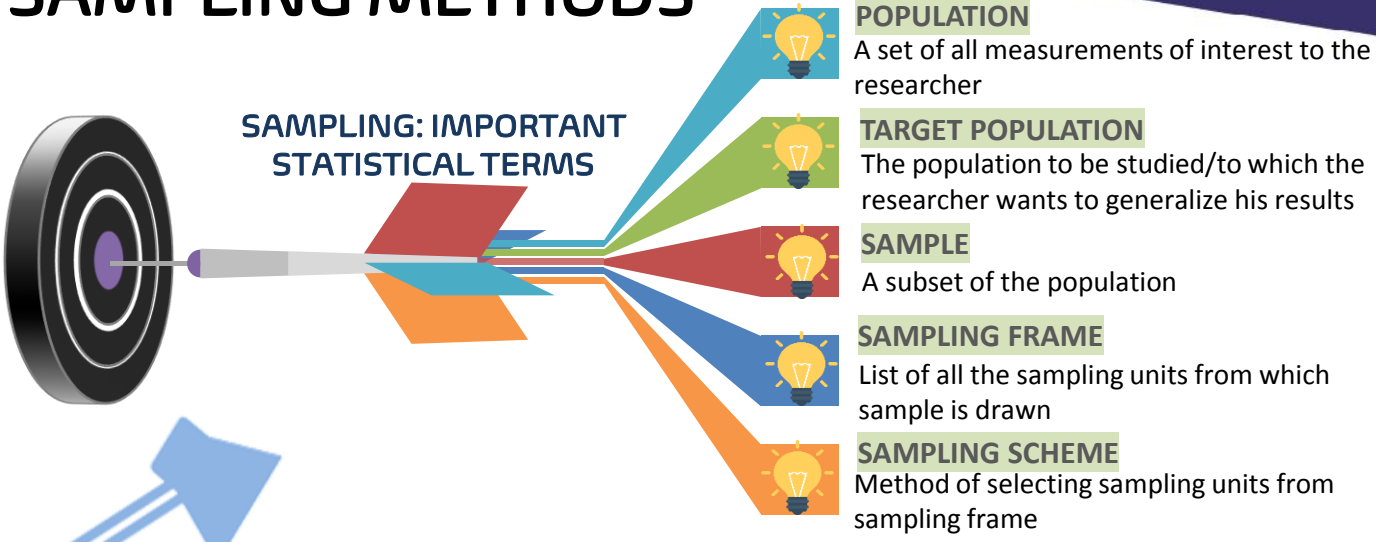 SAMPLING METHODS
SAMPLING: IMPORTANT
STATISTICAL TERMS
POPULATION
A set of all measurements of interest to the
researcher
TARGET POPULATION
The population to be studied/to which the
researcher wants to generalize his results
SAMPLE
A subset of the population
SAMPLING FRAME
List of all the sampling units from which
sample is drawn
SAMPLING SCHEME
Method of selecting sampling units from
sampling frame